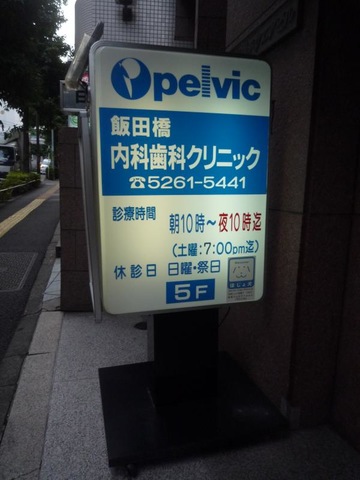 pelvic
飯田橋
内科歯科クリニック
☎5261-5441
診療時間 朝10時～夜10時迄
(土曜:7:00pm迄)
休診日 日曜・祭日
5F